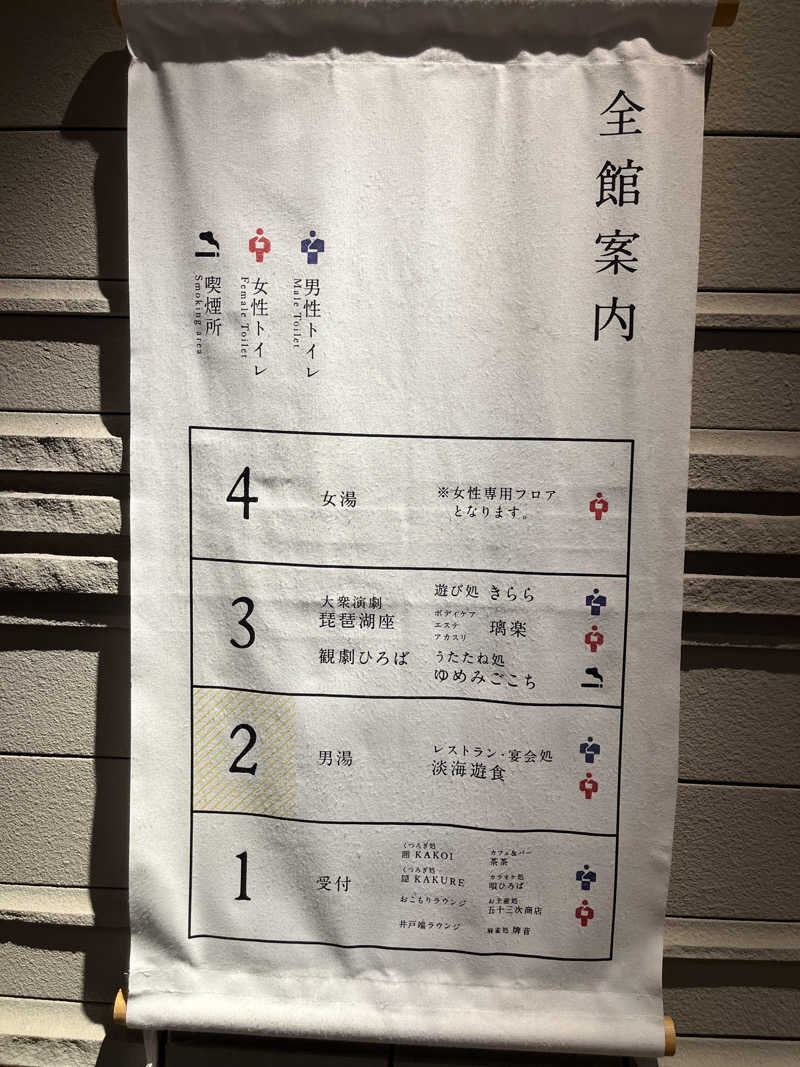 全館案内
男性トイレ
Male Toilet
女性トイレ
Female Toilet
喫煙所
Smoking area
4
女湯
※女性専用フロア
となります。
3
大衆演劇
琵琶湖座
観劇ひろば
遊び処 きらら
ボディケア
エステ
アカスリ
璃楽
うたたね処
ゆめみごこち
2
男湯
レストラン・宴会処
淡海遊食
1
受付
くつろぎ処
囲 KAKOI
くつろぎ処
隠 KAKURE
おこもりラウンジ
井戸端ラウンジ
カフェ&バー
茶茶
カラオケ処
唄ひろば
お土産処
五十三次商店
麻雀処 牌音